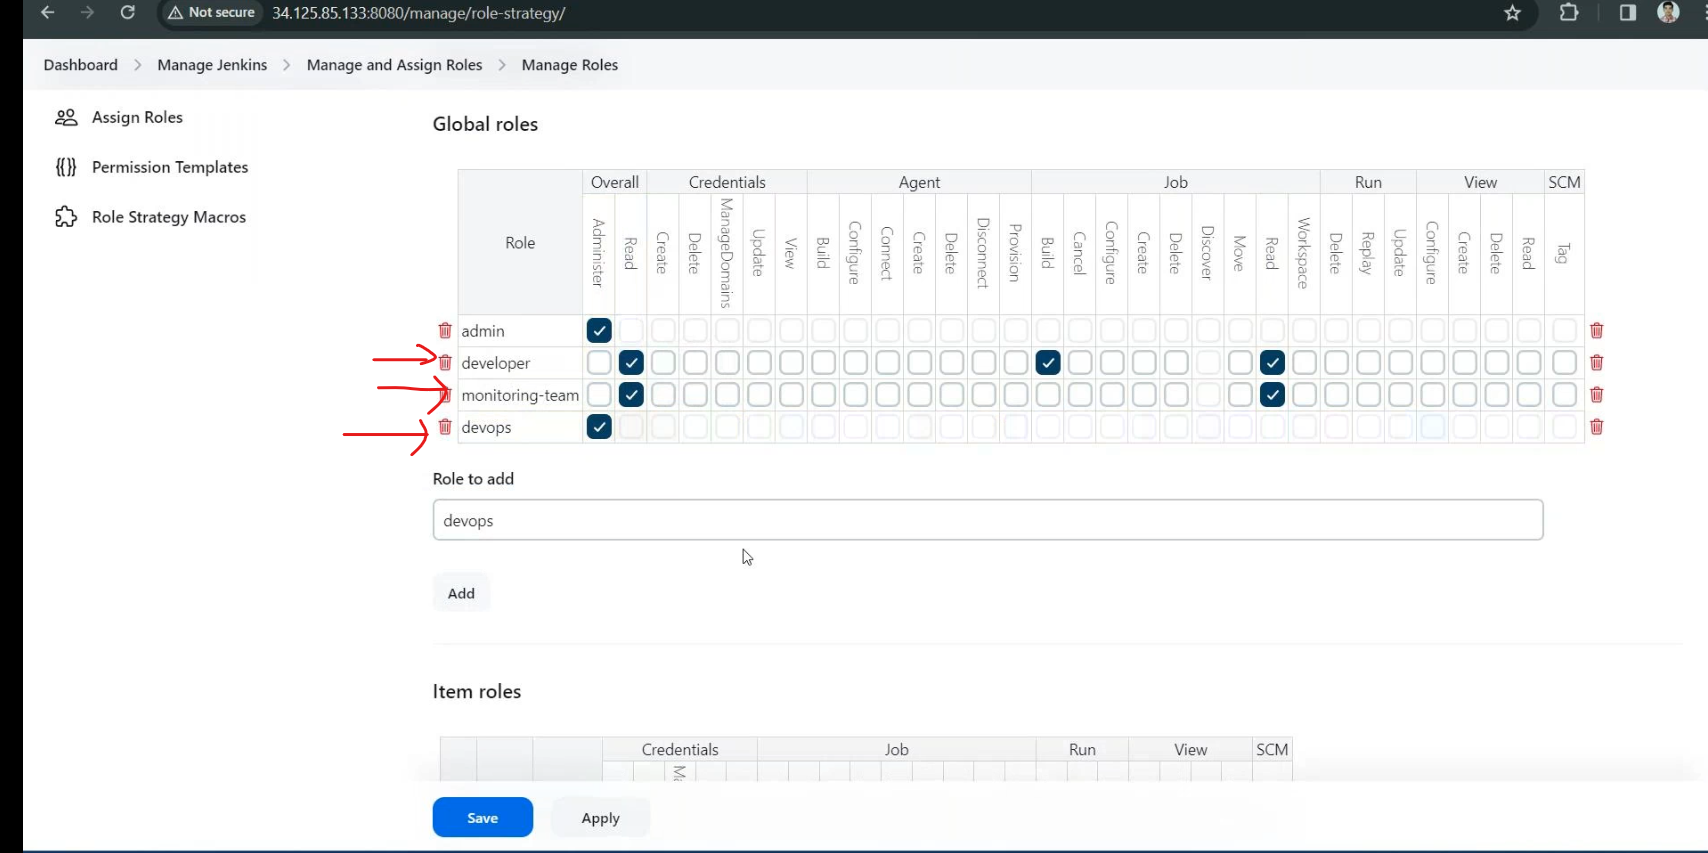 Not secure 34.125.85.133:8080/manage/role-strategy/
Dashboard > Manage Jenkins > Manage and Assign Roles > Manage Roles
Assign Roles
Permission Templates
Role Strategy Macros
Global roles
Role Overall Credentials Agent Job Run View SCM
Administer Read Create Delete ManageDomains Update View Build Configure Connect Create Delete Disconnect Provision Build Cancel Configure Create Delete Discover Move Read Workspace Delete Replay Update Configure Create Delete Read Tag
admin
developer
monitoring-team
devops
Role to add
devops
Add
Item roles
Credentials Job Run View SCM
Save Apply